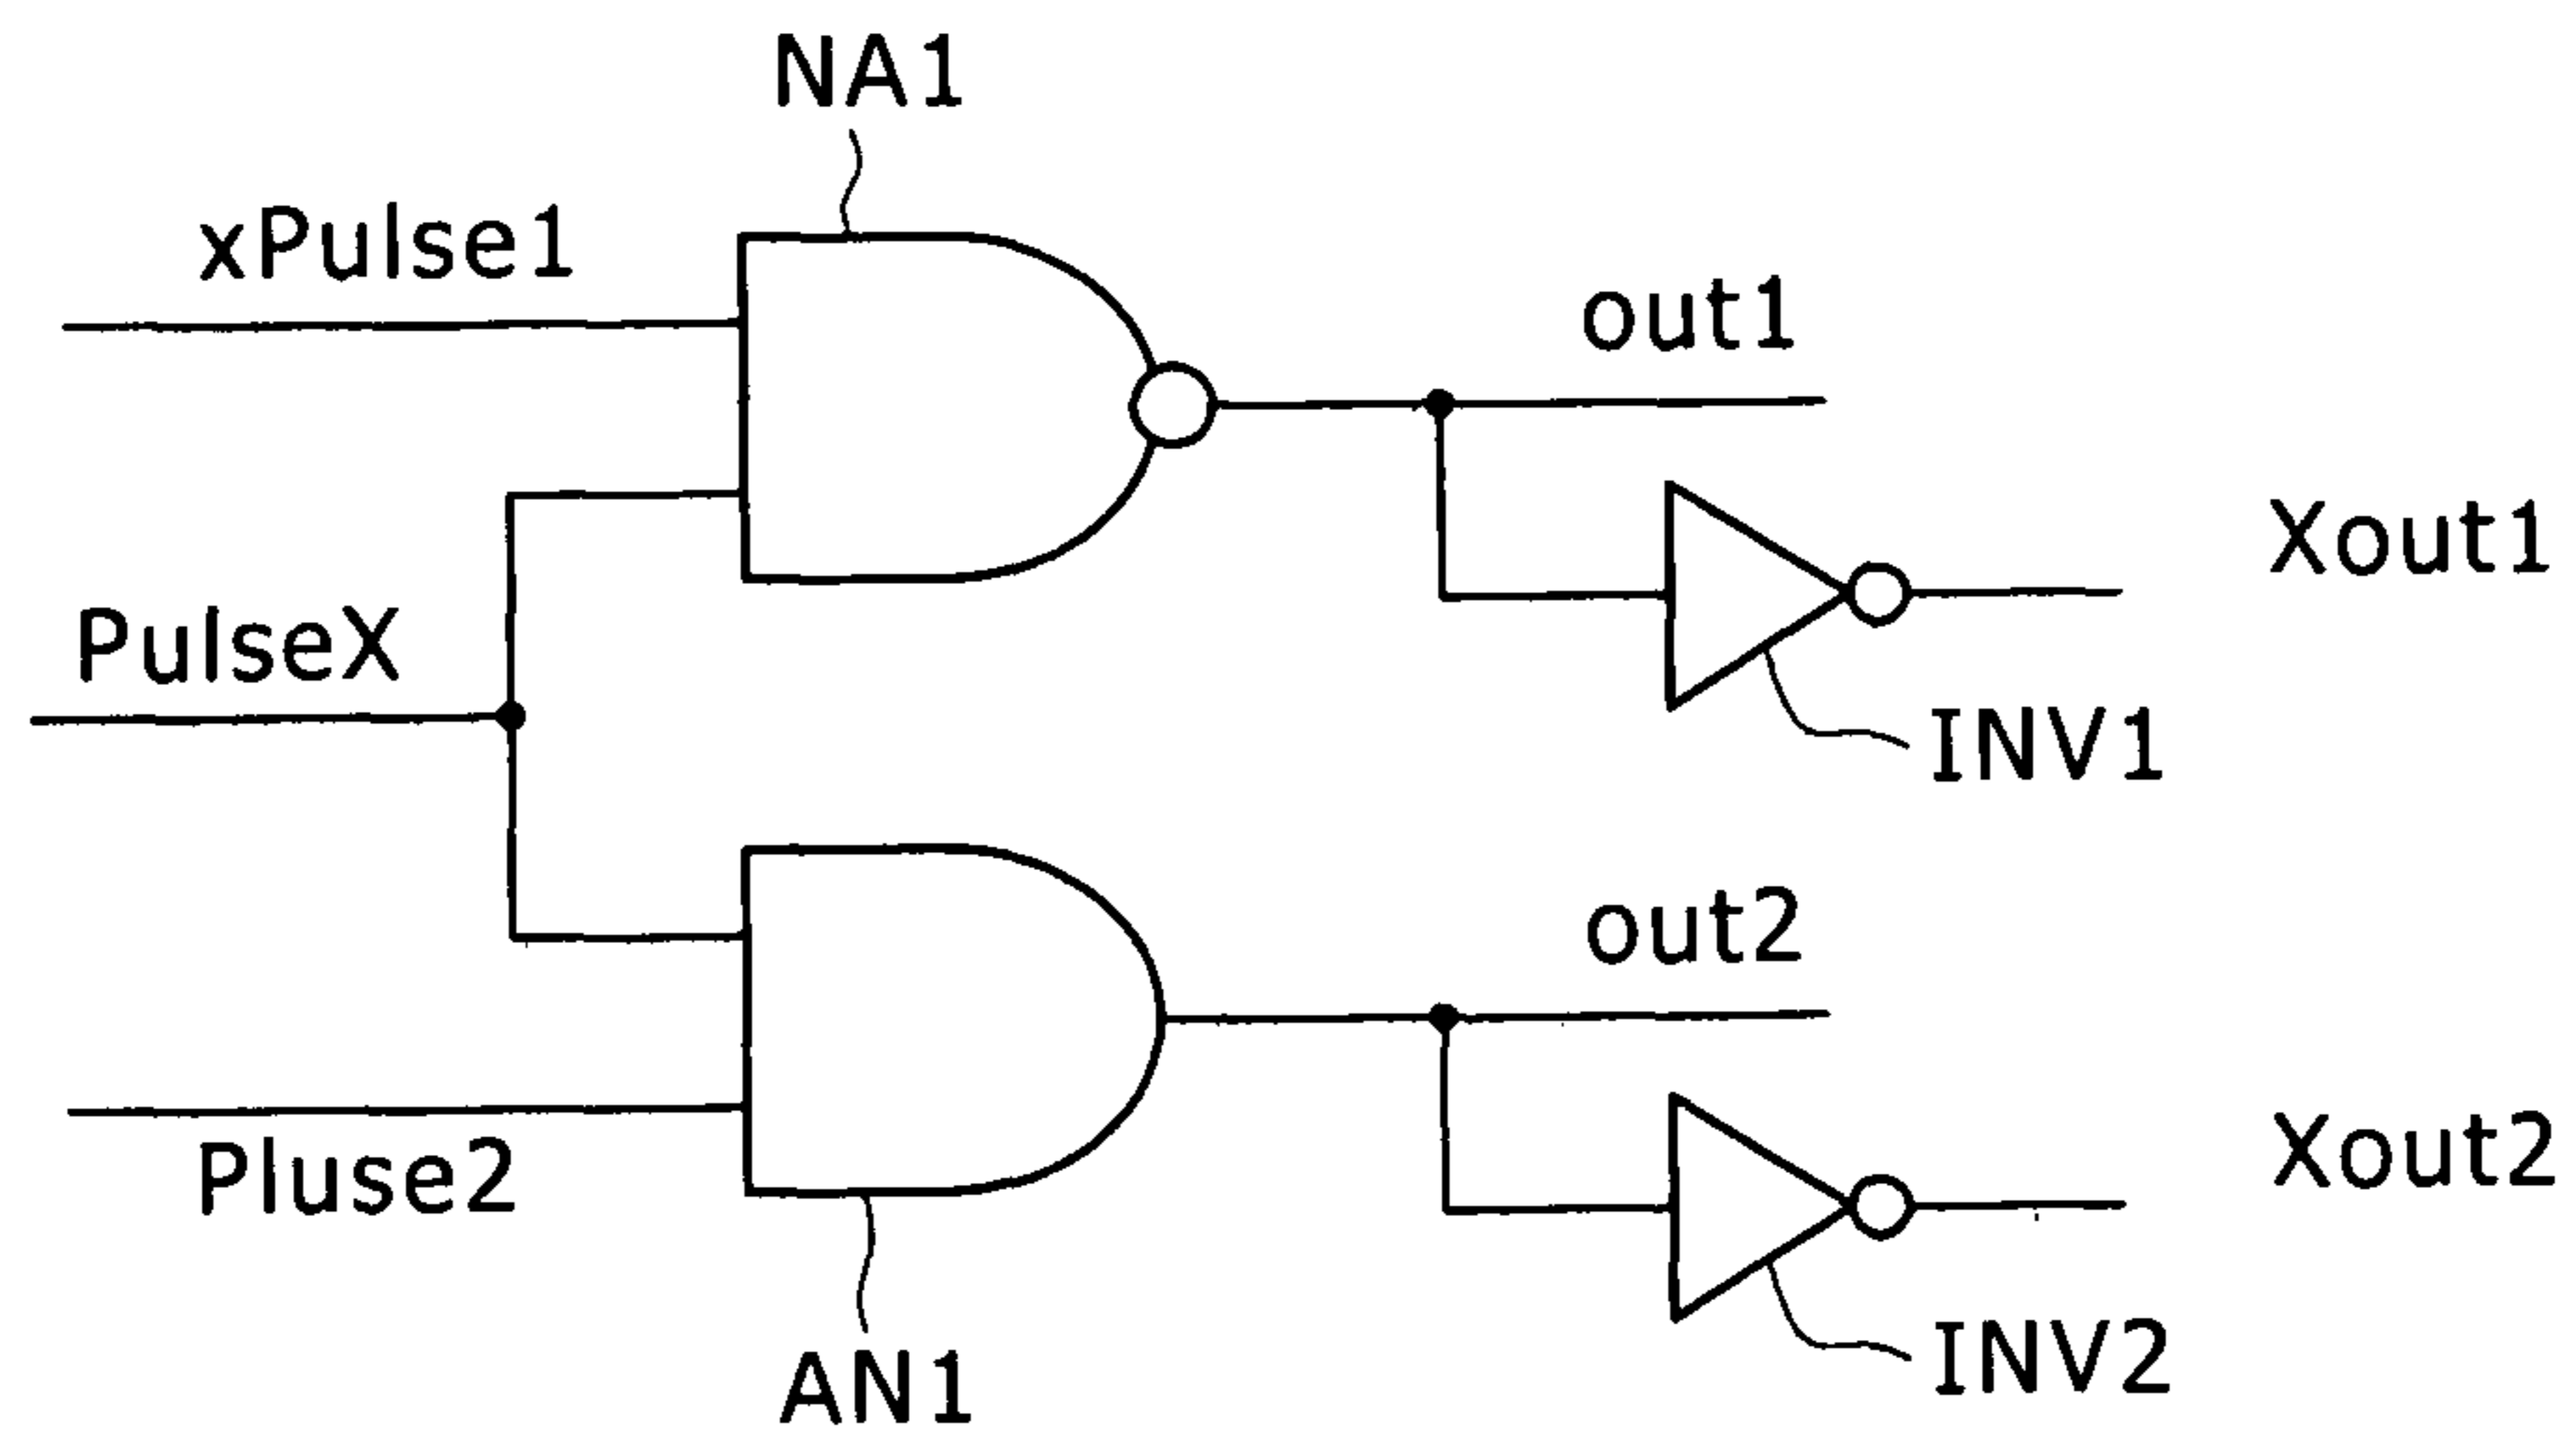 NA1
xPulse1
out1
Xout1
PulseX
INV1
out2
Pluse2
Xout2
INV2
AN1